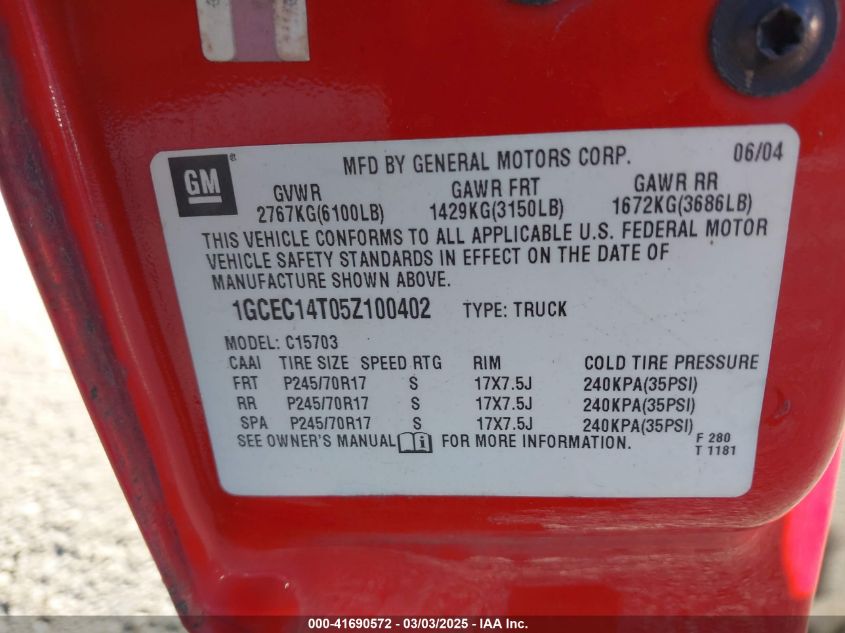 GM ® MFD BY GENERAL MOTORS CORP. 06/04
GVWR GAWR FRT GAWR RR
2767KG(6100LB) 1429KG(3150LB) 1672KG(3686LB)
THIS VEHICLE CONFORMS TO ALL APPLICABLE U.S. FEDERAL MOTOR
VEHICLE SAFETY STANDARDS IN EFFECT ON THE DATE OF
MANUFACTURE SHOWN ABOVE.
1GCEC14T05Z100402 TYPE: TRUCK
MODEL: C15703
CAAI TIRE SIZE SPEED RTG RIM COLD TIRE PRESSURE
FRT P245/70R17 S 17X7.5J 240KPA(35PSI)
RR P245/70R17 S 17X7.5J 240KPA(35PSI)
SPA P245/70R17 S 17X7.5J 240KPA(35PSI)
SEE OWNER'S MANUAL FOR MORE INFORMATION.
F 280
T 1181
000-41690572 - 03/03/2025 - IAA Inc.